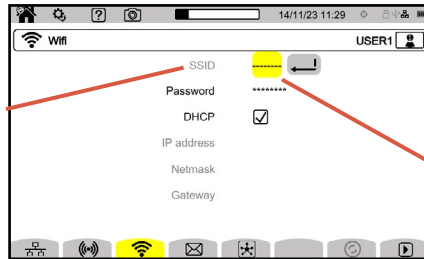 14/11/23 11:29
Wifi USER1
SSID --------
Password ********
DHCP
IP address
Netmask
Gateway